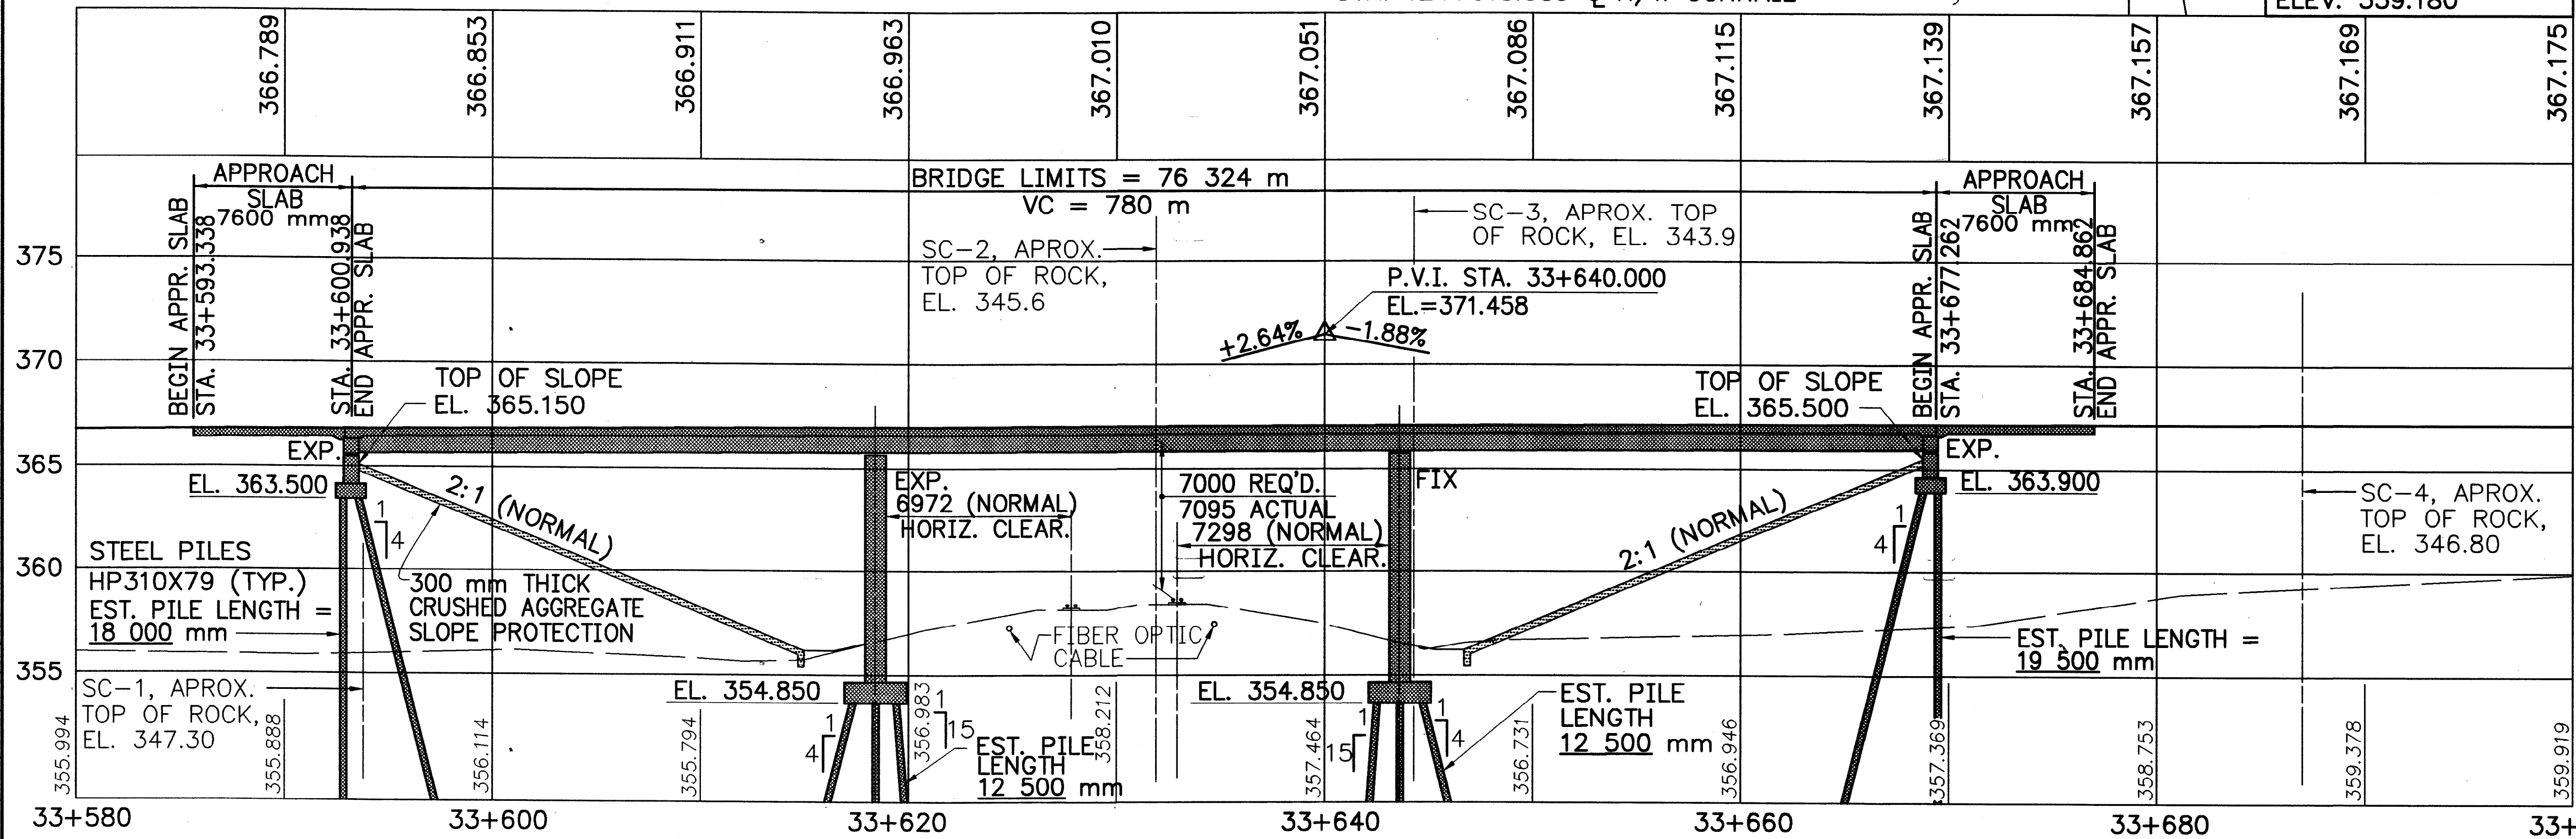 ELEV. 359.180
366.789
366.853
366.911
366.963
367.010
367.051
367.086
367.115
367.139
367.157
367.169
367.175
APPROACH
SLAB
7600 mm
BEGIN APPR. SLAB
STA. 33+593.338
STA. 33+600.938
END APPR. SLAB
BRIDGE LIMITS = 76 324 m
VC = 780 m
SC-2, APROX.
TOP OF ROCK,
EL. 345.6
SC-3, APROX. TOP
OF ROCK, EL. 343.9
P.V.I. STA. 33+640.000
EL.=371.458
+2.64%
-1.88%
APPROACH
SLAB
7600 mm
BEGIN APPR. SLAB
STA. 33+677.262
STA. 33+684.862
END APPR. SLAB
375
370
365
360
355
TOP OF SLOPE
EL. 365.150
TOP OF SLOPE
EL. 365.500
EXP.
EL. 363.500
2:1 (NORMAL)
1
4
STEEL PILES
HP310X79 (TYP.)
EST. PILE LENGTH =
18 000 mm
300 mm THICK
CRUSHED AGGREGATE
SLOPE PROTECTION
EXP.
6972 (NORMAL)
HORIZ. CLEAR.
7000 REQ'D.
7095 ACTUAL
7298 (NORMAL)
HORIZ. CLEAR.
FIX
2:1 (NORMAL)
1
4
EXP.
EL. 363.900
SC-4, APROX.
TOP OF ROCK,
EL. 346.80
FIBER OPTIC
CABLE
EST. PILE LENGTH =
19 500 mm
SC-1, APROX.
TOP OF ROCK,
EL. 347.30
EL. 354.850
1
4
1
15
EST. PILE
LENGTH
12 500 mm
EL. 354.850
1
15
1
4
EST. PILE
LENGTH
12 500 mm
355.994
355.888
356.114
355.794
356.983
358.212
357.464
356.731
356.946
357.369
358.753
359.378
359.919
33+580
33+600
33+620
33+640
33+660
33+680
33+